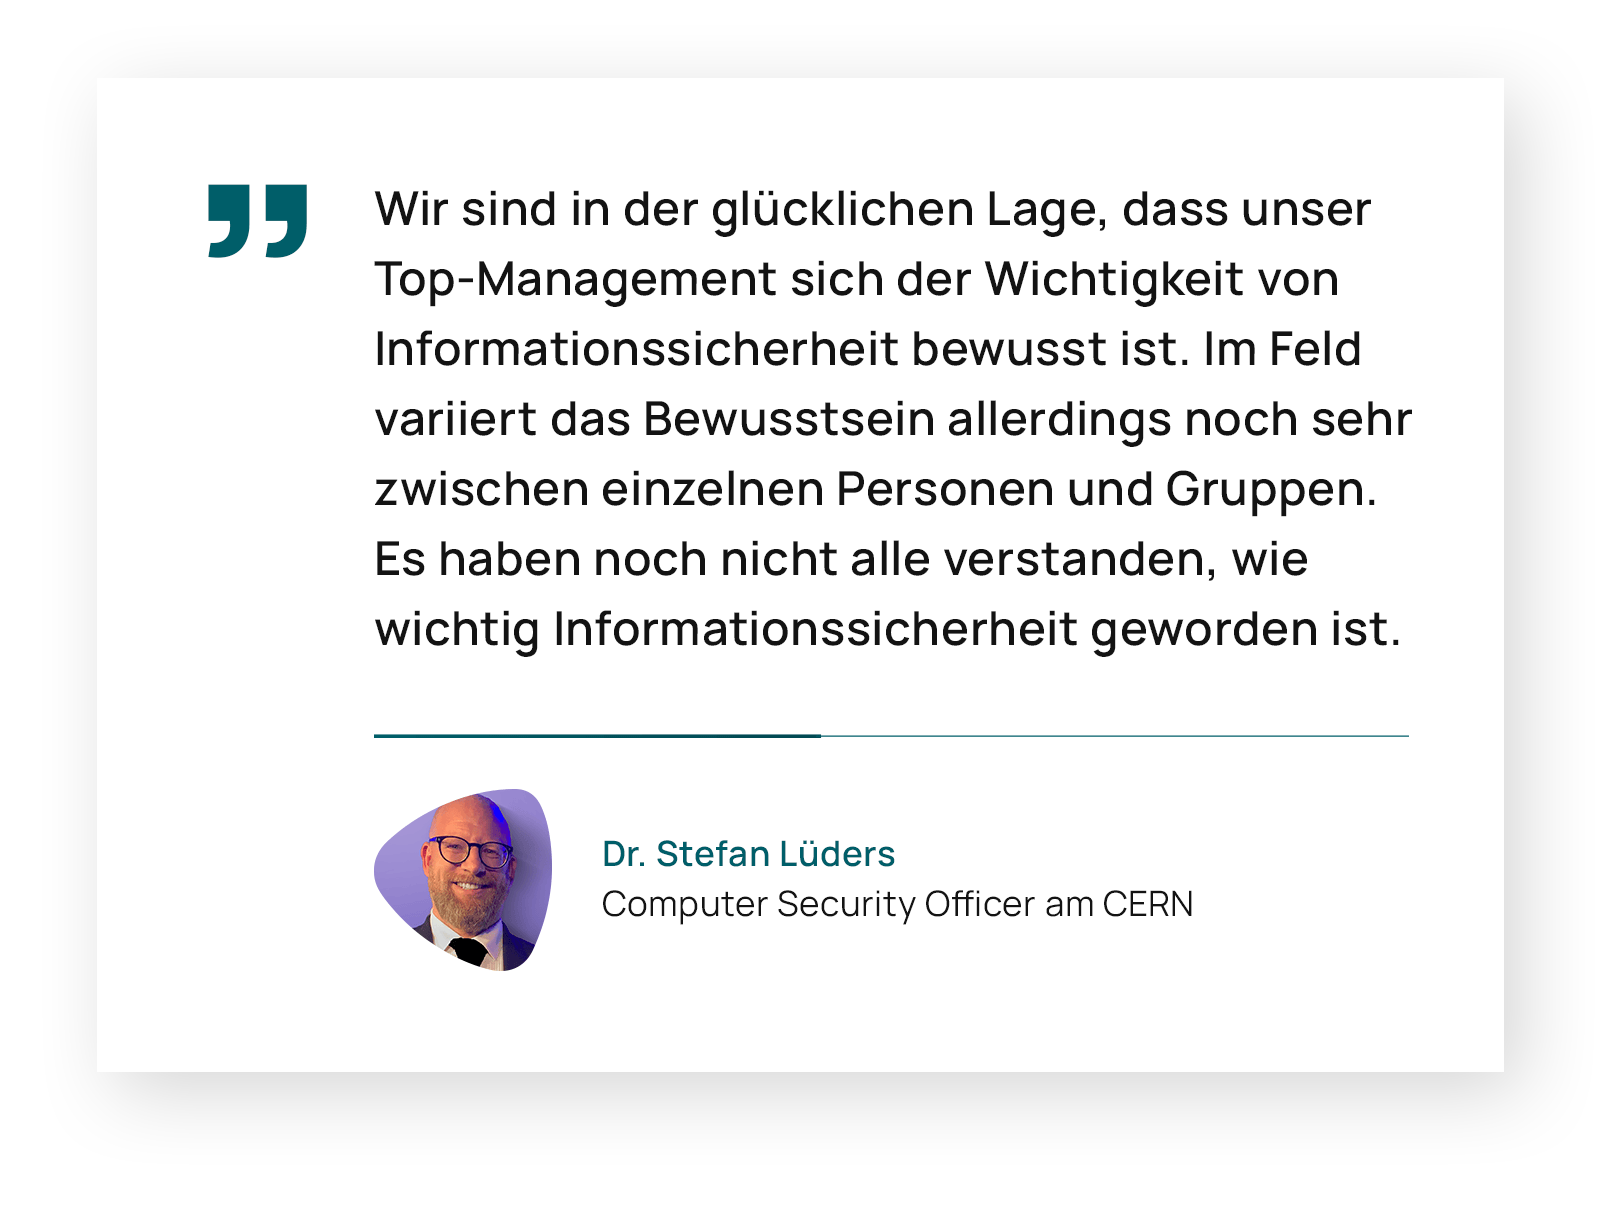 ”
Wir sind in der glücklichen Lage, dass unser
Top-Management sich der Wichtigkeit von
Informationssicherheit bewusst ist. Im Feld
variiert das Bewusstsein allerdings noch sehr
zwischen einzelnen Personen und Gruppen.
Es haben noch nicht alle verstanden, wie
wichtig Informationssicherheit geworden ist.
Dr. Stefan Lüders
Computer Security Officer am CERN